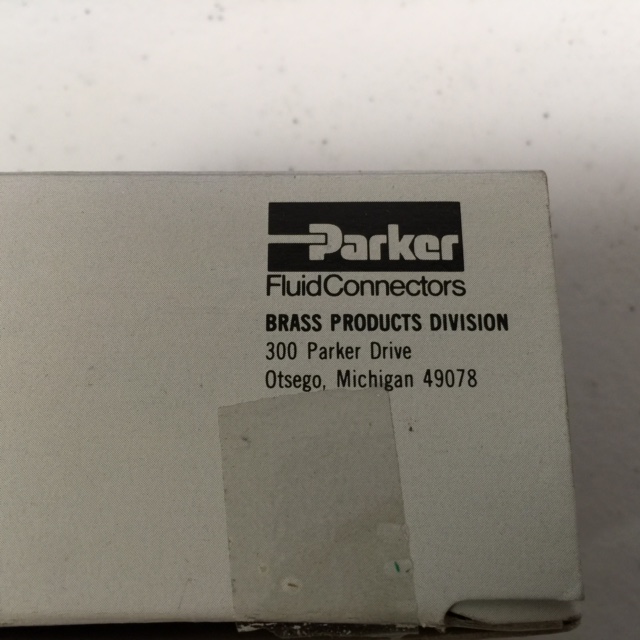 Parker
FluidConnectors
BRASS PRODUCTS DIVISION
300 Parker Drive
Otsego, Michigan 49078